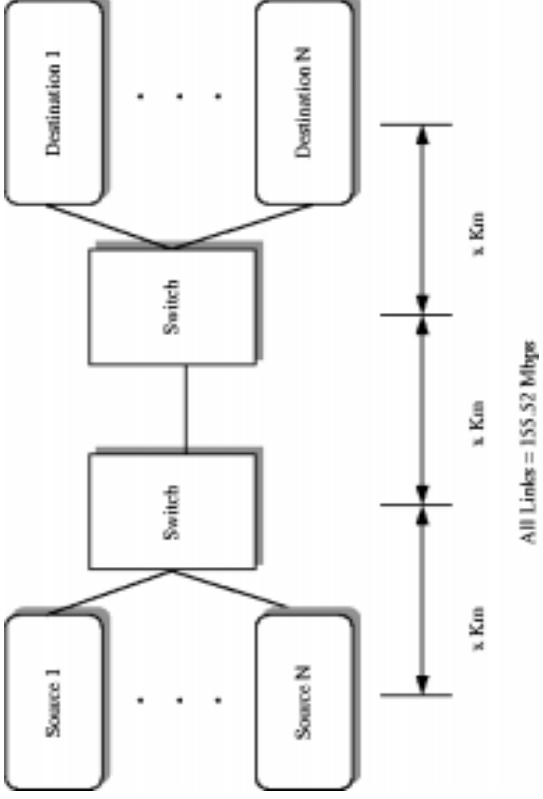 Source 1
Switch
Switch
Destination 1
. . .
. . .
Source N
Destination N
x Km
x Km
x Km
All Links = 155.52 Mbps